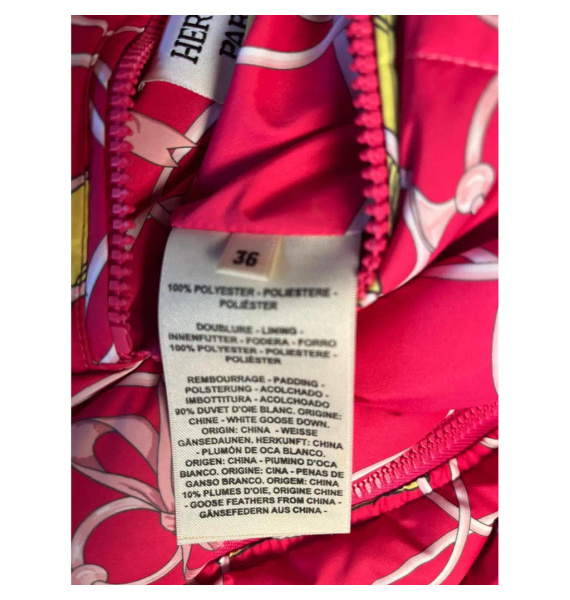 HER
PAR
36
100% POLYESTER - POLIESTERE -
POLIÉSTER
DOUBLURE - LINING -
INNENFUTTER - FODERA - FORRO
100% POLYESTER - POLIESTERE -
POLIÉSTER
REMBOURRAGE - PADDING -
POLSTERUNG - ACOLCHADO -
IMBOTTITURA - ACOLCHOADO
90% DUVET D'OIE BLANC. ORIGINE:
CHINE - WHITE GOOSE DOWN.
ORIGIN: CHINA - WEISSE
GÄNSEDAUNEN. HERKUNFT: CHINA
- PLUMÓN DE OCA BLANCO.
ORIGEN: CHINA - PIUMINO D'OCA
BIANCO. ORIGINE: CINA - PENAS DE
GANSO BRANCO. ORIGEM: CHINA
10% PLUMES D'OIE, ORIGINE CHINE
- GOOSE FEATHERS FROM CHINA -
GÄNSEFEDERN AUS CHINA -